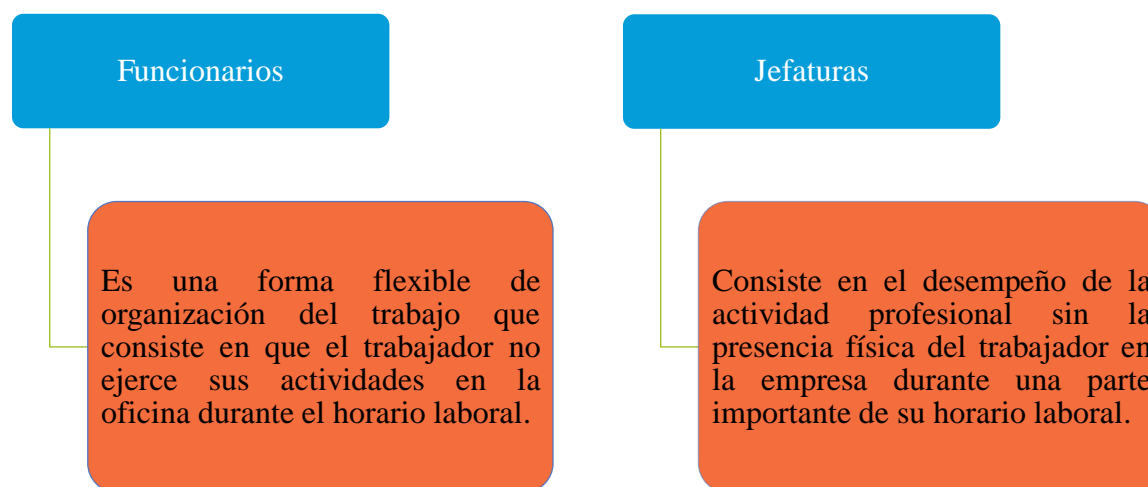 Funcionarios
Es una forma flexible de
organización del trabajo que
consiste en que el trabajador no
ejerce sus actividades en la
oficina durante el horario laboral.
Jefaturas
Consiste en el desempeño de la
actividad profesional sin la
presencia física del trabajador en
la empresa durante una parte
importante de su horario laboral.